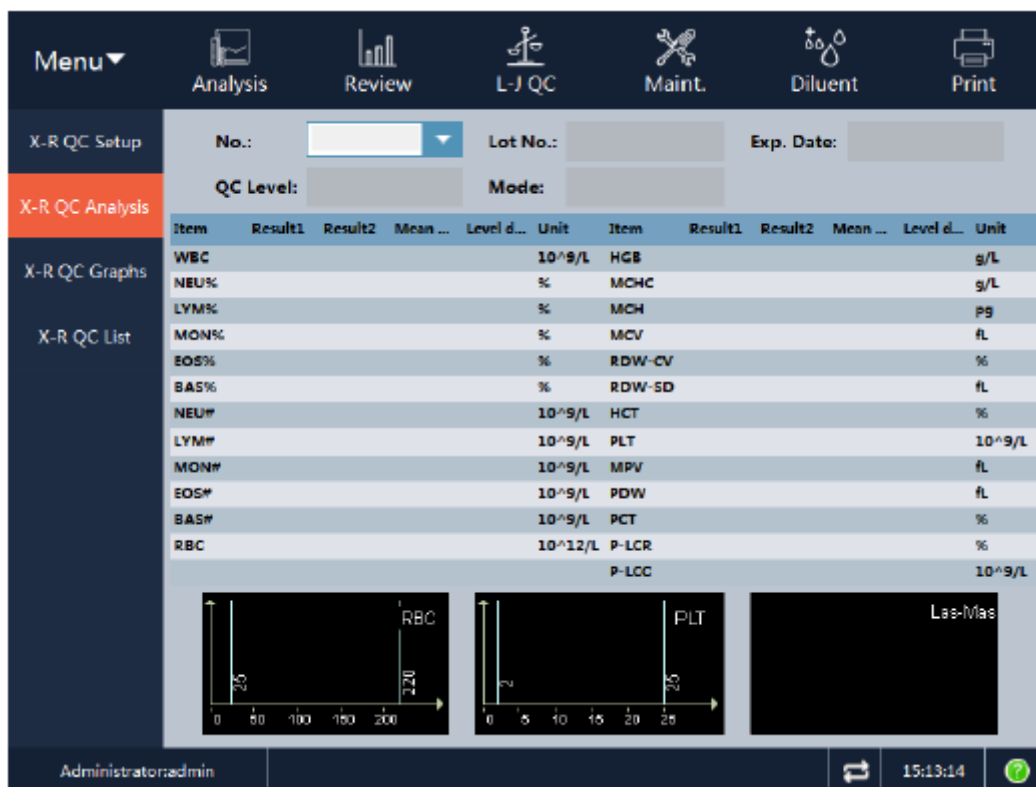 Menu▼ Analysis Review L-J QC Maint. Diluent Print
X-R QC Setup
X-R QC Analysis
X-R QC Graphs
X-R QC List
No.: Lot No.: Exp. Date:
QC Level: Mode:
Item Result1 Result2 Mean ... Level d... Unit Item Result1 Result2 Mean ... Level d... Unit
WBC 10^9/L HGB g/L
NEU% % MCHC g/L
LYM% % MCH pg
MON% % MCV fL
EOS% % RDW-CV %
BAS% % RDW-SD fL
NEU# 10^9/L HCT %
LYM# 10^9/L PLT 10^9/L
MON# 10^9/L MPV fL
EOS# 10^9/L PDW fL
BAS# 10^9/L PCT %
RBC 10^12/L P-LCR %
P-LCC 10^9/L
RBC
25 220
0 50 100 150 200
PLT
2 25
0 5 10 15 20 25
Las-Mas
Administrator:admin 15:13:14 ?